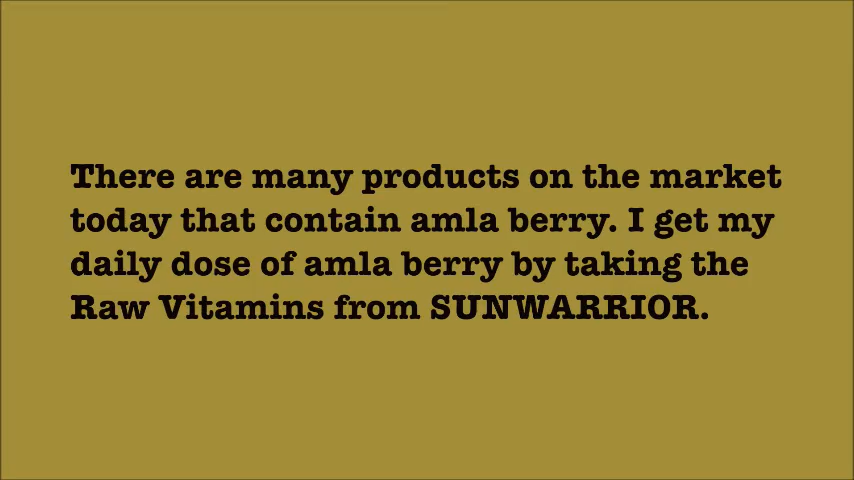 There are many products on the market
today that contain amla berry. I get my
daily dose of amla berry by taking the
Raw Vitamins from SUNWARRIOR.